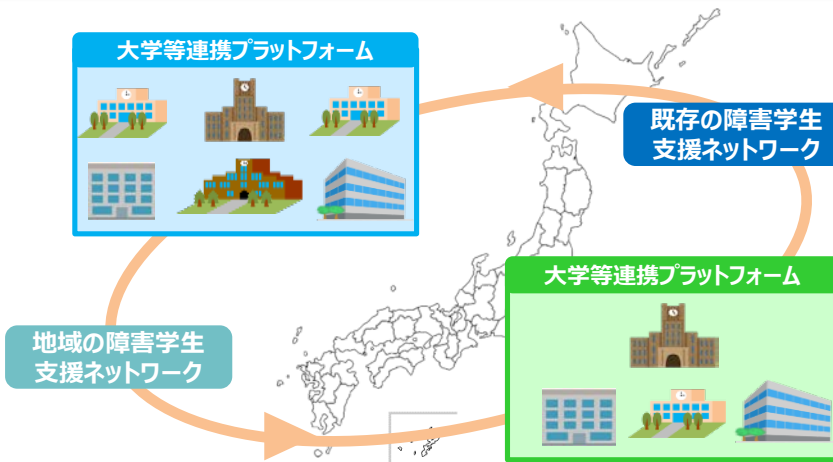 大学等連携プラットフォーム
既存の障害学生
支援ネットワーク
大学等連携プラットフォーム
地域の障害学生
支援ネットワーク